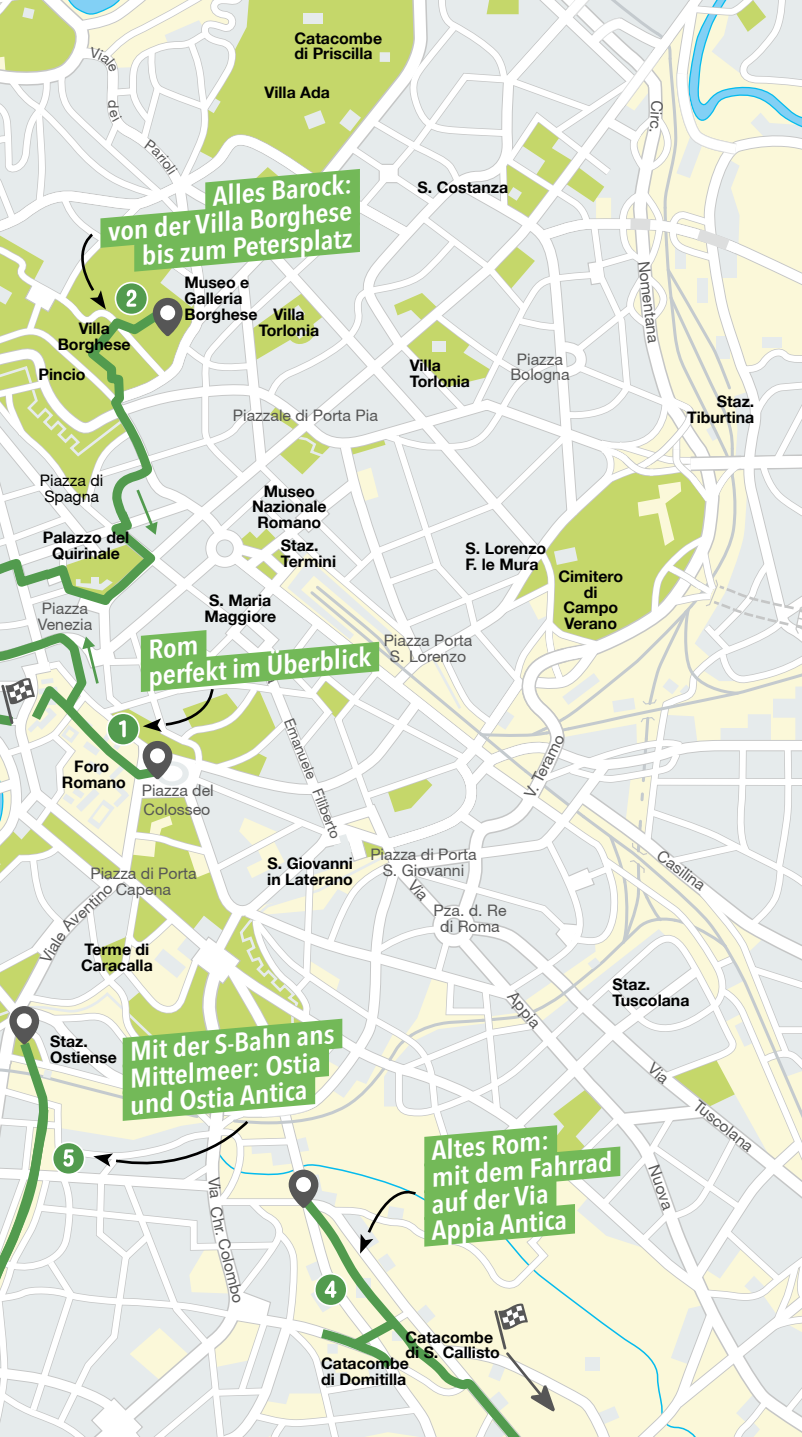 Catacombe
di Priscilla
Villa Ada
Viale
dei
Parioli
Circ.
Nomentana
S. Costanza
Alles Barock:
von der Villa Borghese
bis zum Petersplatz
2
Museo e
Galleria
Borghese
Villa
Borghese
Villa
Torlonia
Pincio
Villa
Torlonia
Piazza
Bologna
Staz.
Tiburtina
Piazzale di Porta Pia
Piazza di
Spagna
Museo
Nazionale
Romano
Palazzo del
Quirinale
Staz.
Termini
S. Lorenzo
F. le Mura
Cimitero
di
Campo
Verano
Piazza
Venezia
S. Maria
Maggiore
Piazza Porta
S. Lorenzo
Rom
perfekt im Überblick
1
Foro
Romano
Piazza del
Colosseo
Emanuele Filiberto
V. Teramo
Casilina
S. Giovanni
in Laterano
Piazza di Porta
S. Giovanni
Piazza di Porta
Capena
Viale Aventino
Via
Appia
Nuova
Pza. d. Re
di Roma
Terme di
Caracalla
Staz.
Tuscolana
Via
Tuscolana
Staz.
Ostiense
Mit der S-Bahn ans
Mittelmeer: Ostia
und Ostia Antica
5
Altes Rom:
mit dem Fahrrad
auf der Via
Appia Antica
Via Chr. Colombo
4
Catacombe
di S. Callisto
Catacombe
di Domitilla